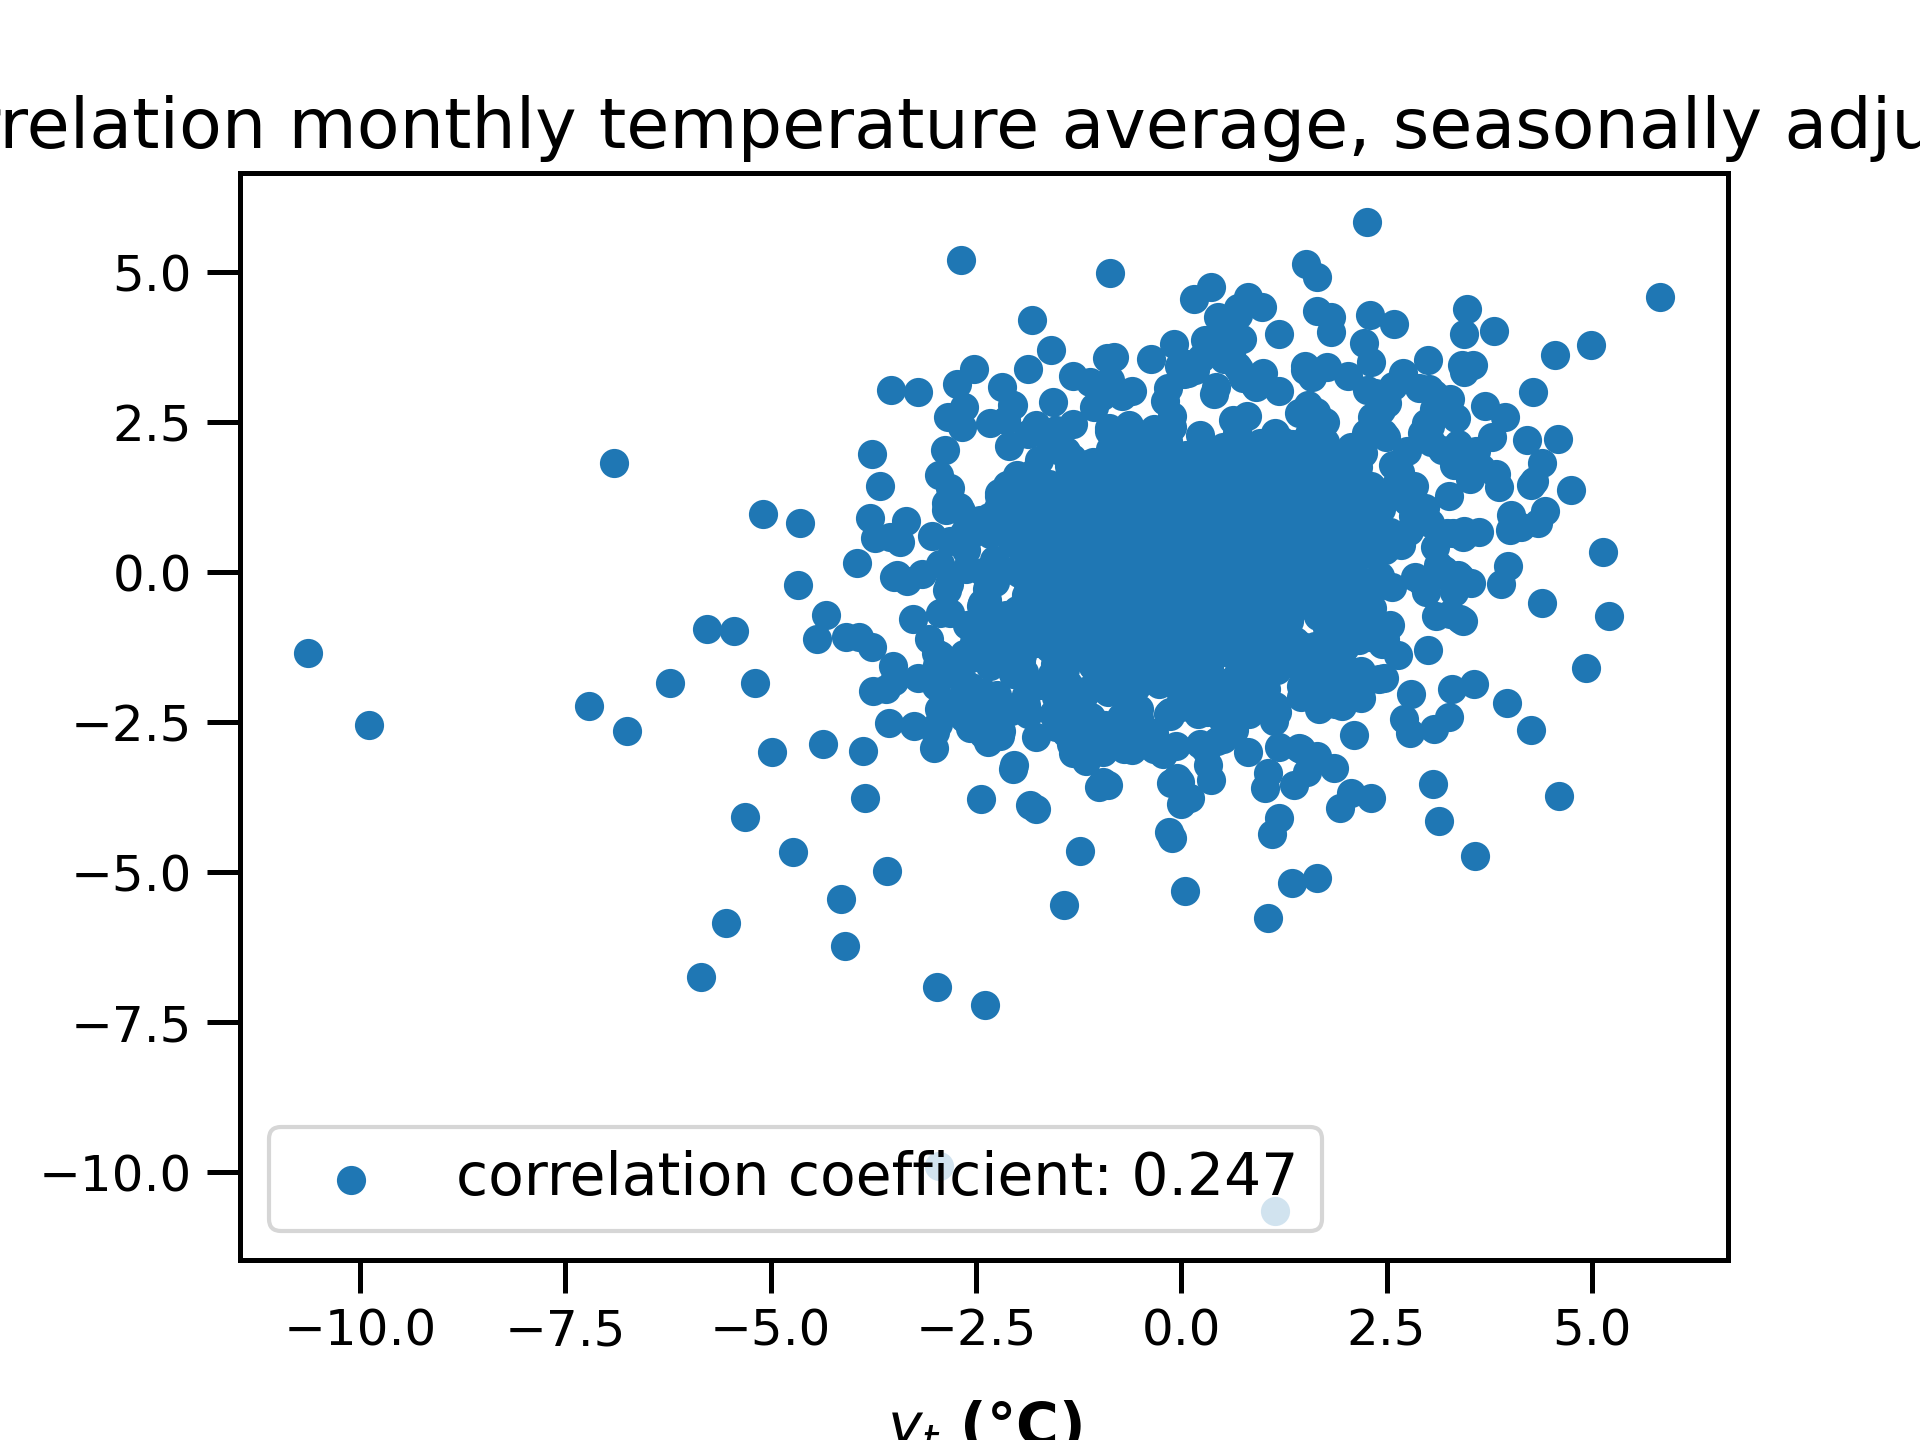 rrelation monthly temperature average, seasonally adju
5.0
2.5
0.0
−2.5
−5.0
−7.5
−10.0
correlation coefficient: 0.247
−10.0 −7.5 −5.0 −2.5 0.0 2.5 5.0
v_t (°C)